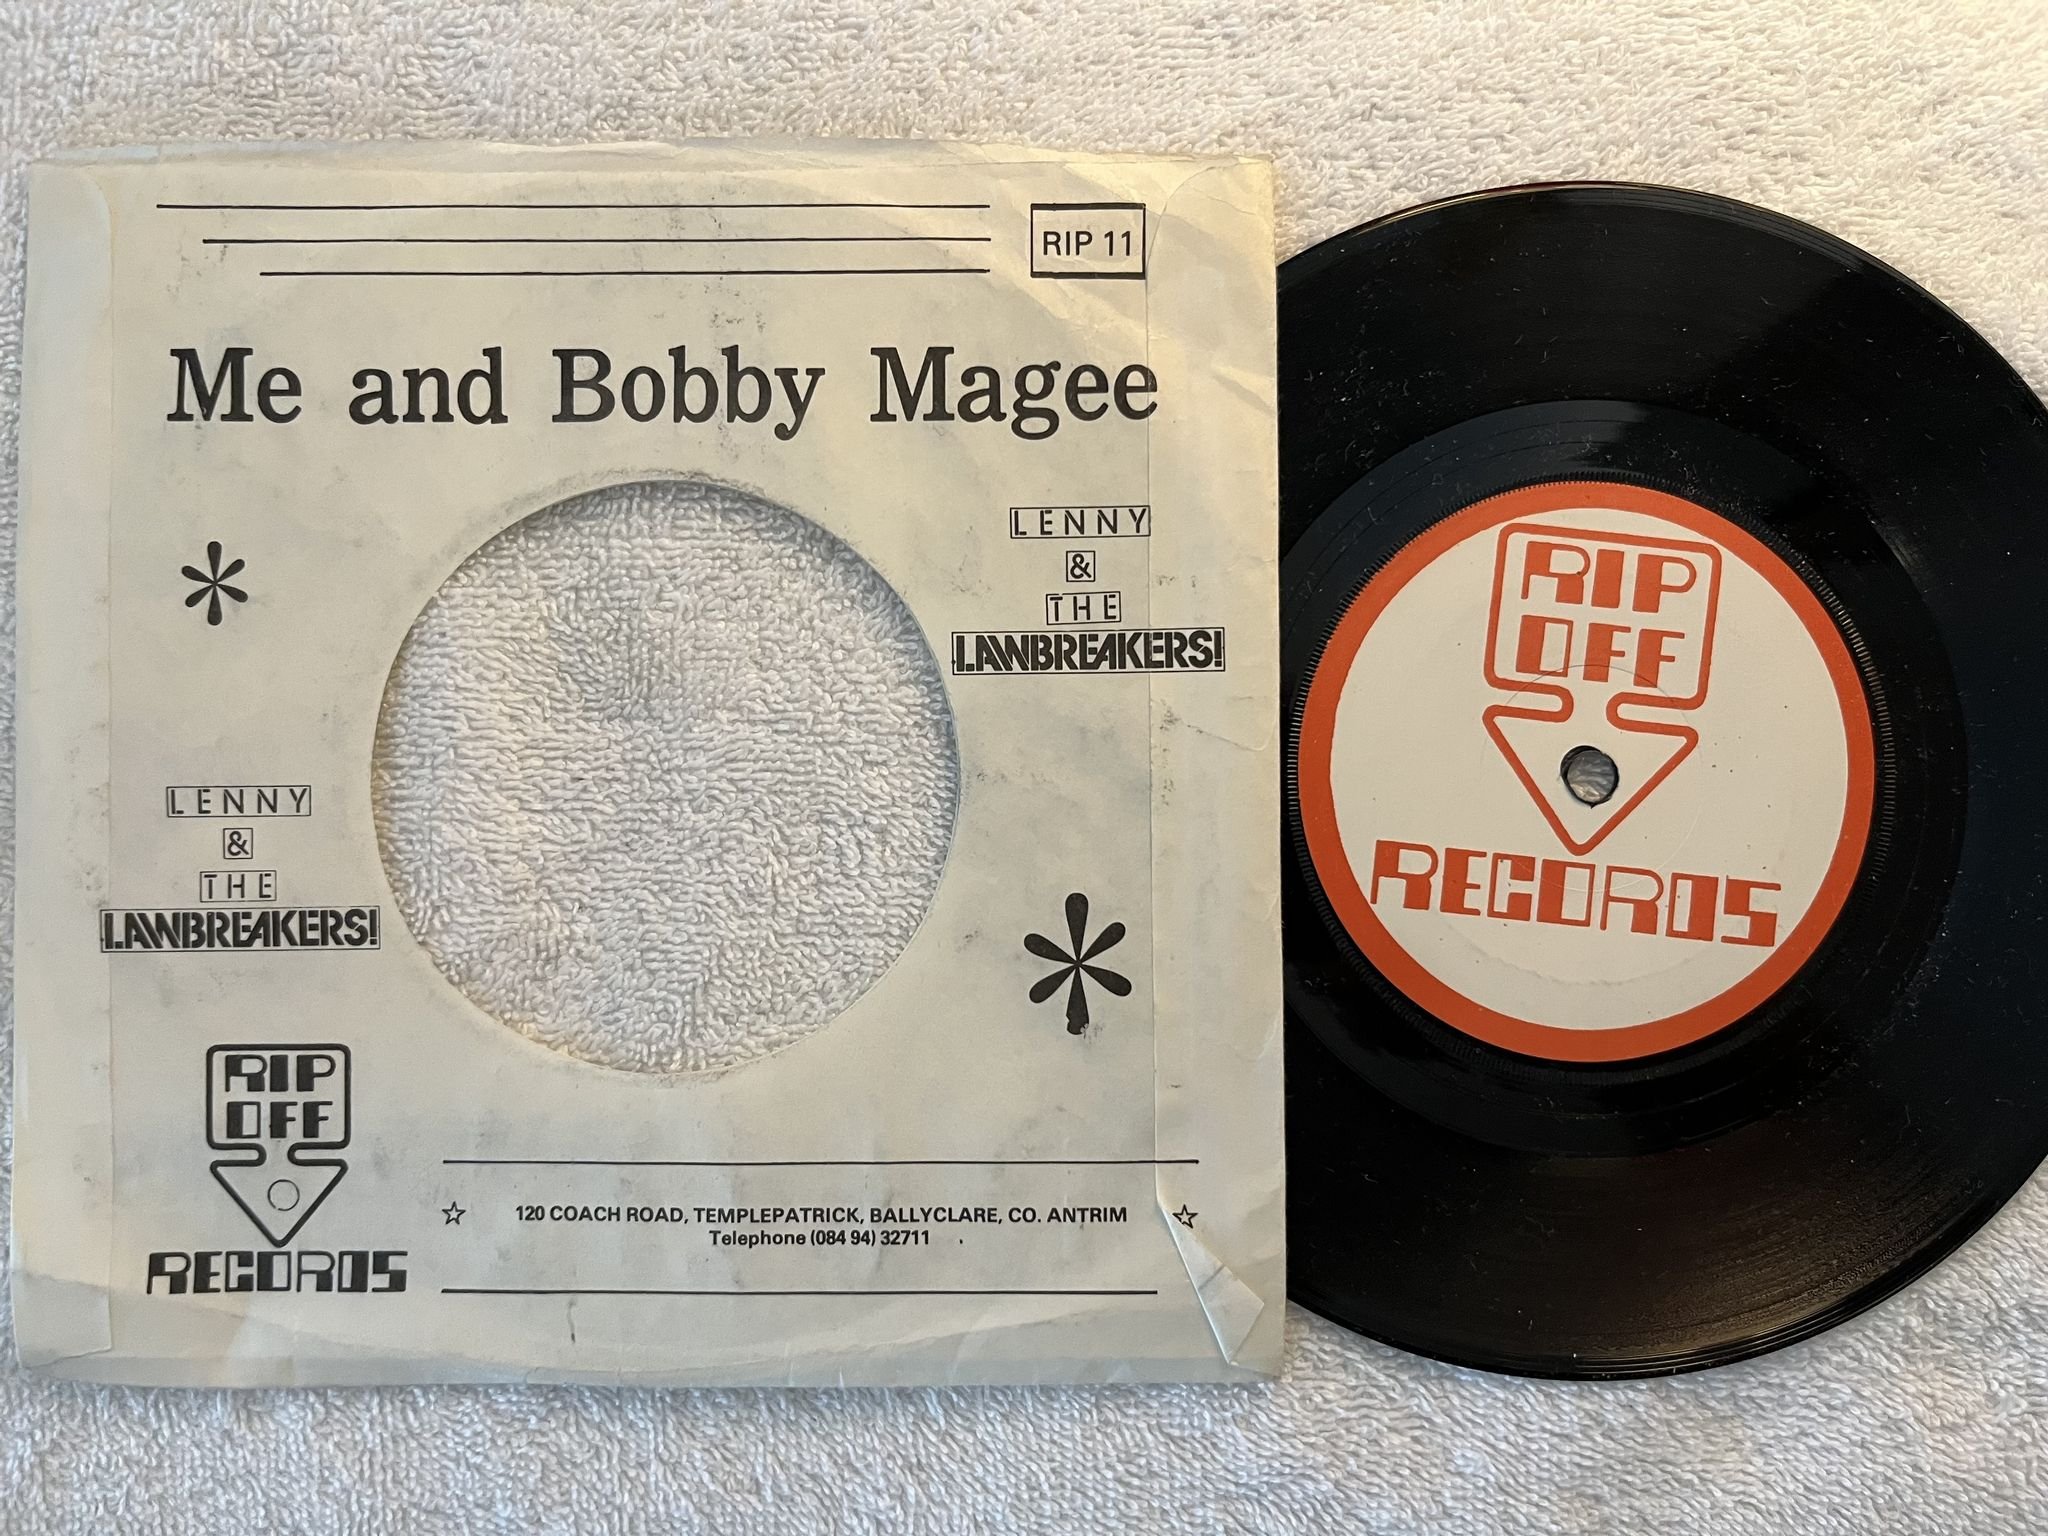 RIP 11
Me and Bobby Magee
LENNY
&
THE
LAWBREAKERS!
LENNY
&
THE
LAWBREAKERS!
RIP
OFF
RECORDS
120 COACH ROAD, TEMPLEPATRICK, BALLYCLARE, CO. ANTRIM
Telephone (084 94) 32711
RIP
OFF
RECORDS